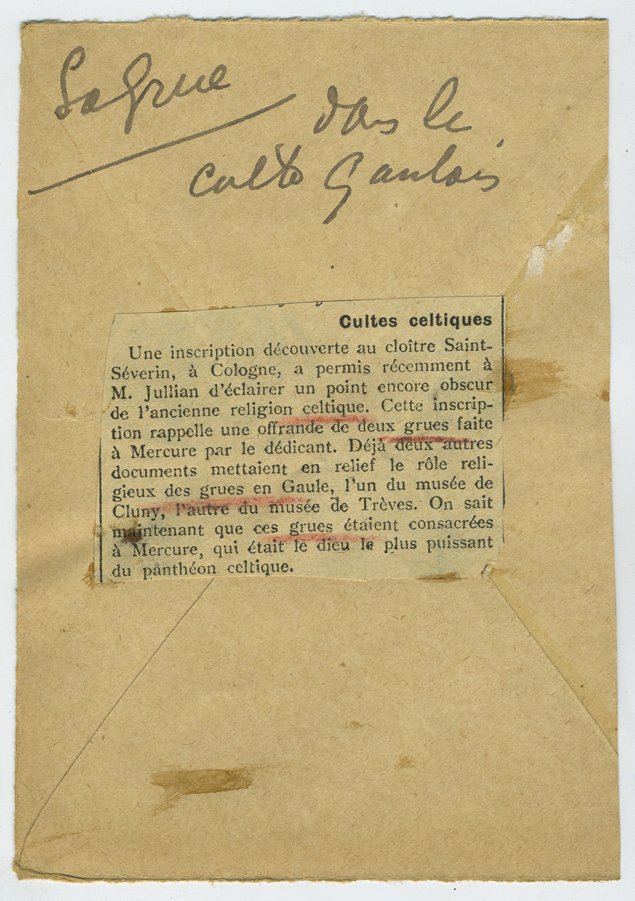 La Grue
dans le
culte Gaulois
Cultes celtiques
Une inscription découverte au cloître Saint-
Séverin, à Cologne, a permis récemment à
M. Jullian d'éclairer un point encore obscur
de l'ancienne religion celtique. Cette inscrip-
tion rappelle une offrande de deux grues faite
à Mercure par le dédicant. Déjà deux autres
documents mettaient en relief le rôle reli-
gieux des grues en Gaule, l'un du musée de
Cluny, l'autre du musée de Trèves. On sait
maintenant que ces grues étaient consacrées
à Mercure, qui était le dieu le plus puissant
du panthéon celtique.